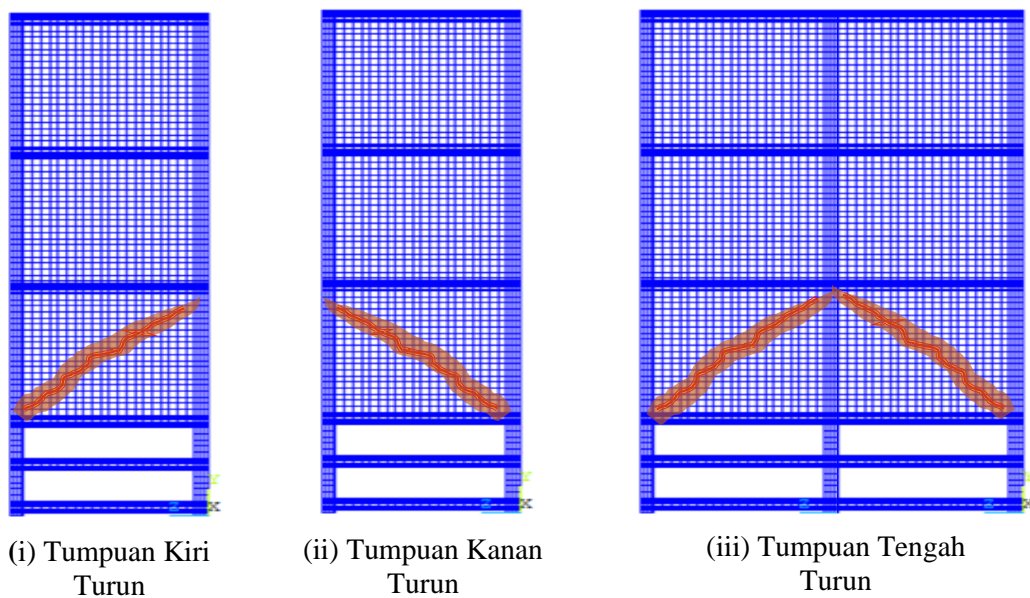 (i) Tumpuan Kiri
Turun
(ii) Tumpuan Kanan
Turun
(iii) Tumpuan Tengah
Turun